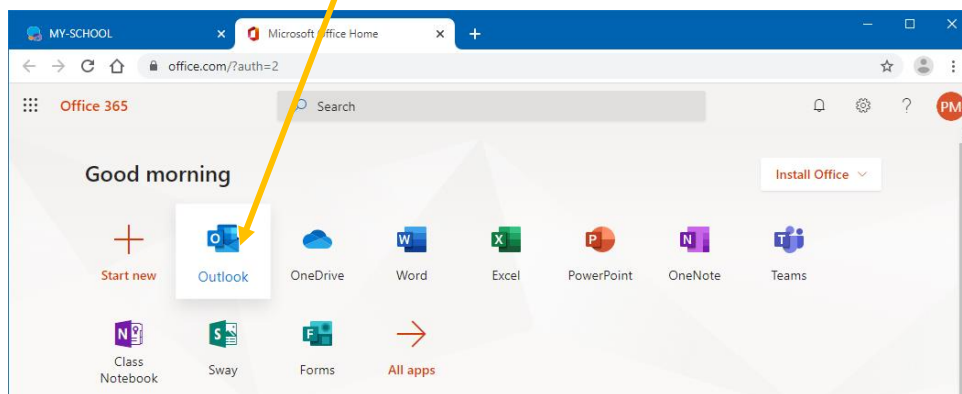 MY-SCHOOL
Microsoft Office Home
office.com/?auth=2
Office 365
Search
PM
Good morning
Install Office
Start new
Outlook
OneDrive
Word
Excel
PowerPoint
OneNote
Teams
Class
Notebook
Sway
Forms
All apps